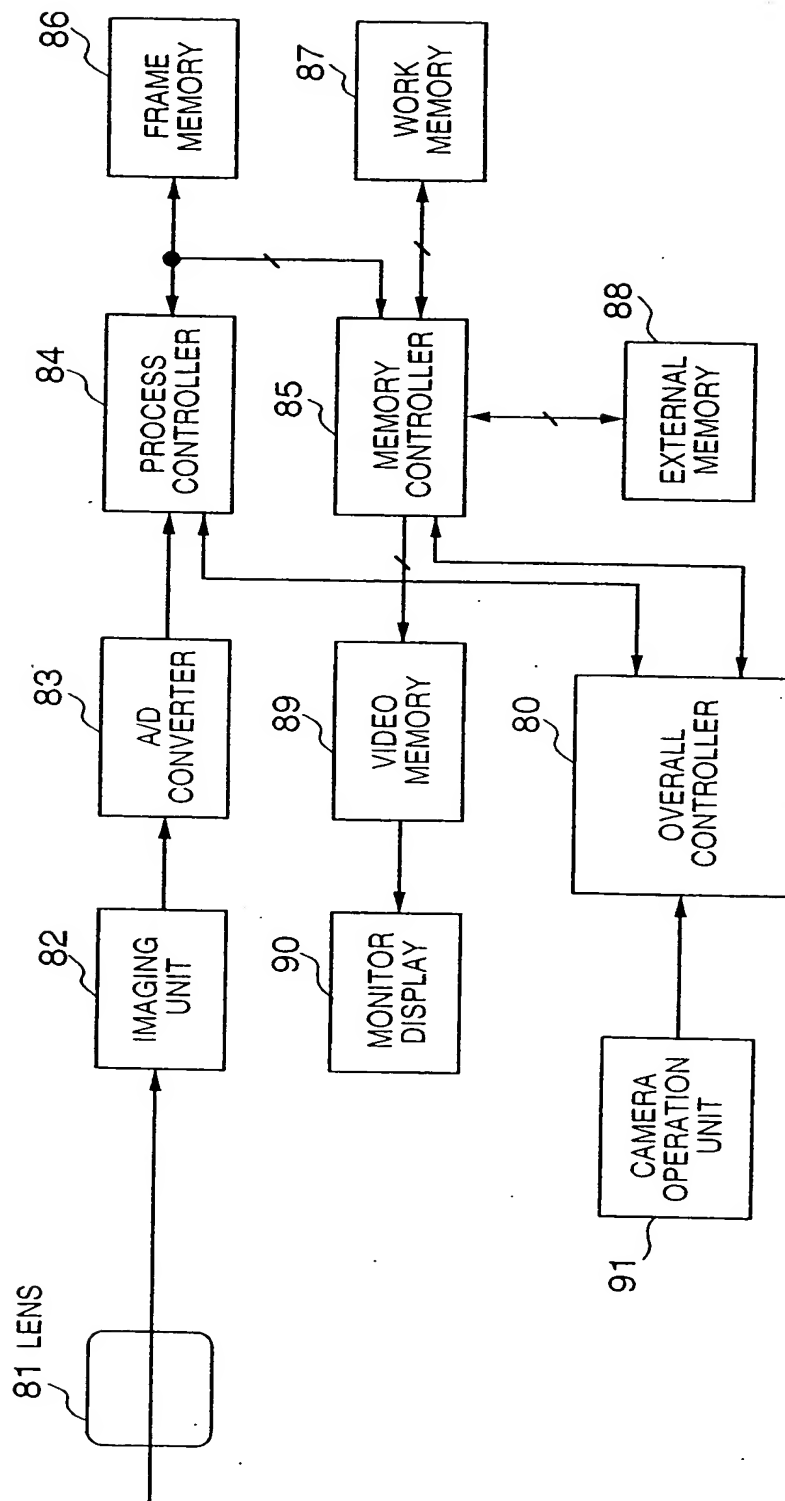 81 LENS
82
IMAGING
UNIT
83
A/D
CONVERTER
84
PROCESS
CONTROLLER
86
FRAME
MEMORY
90
MONITOR
DISPLAY
89
VIDEO
MEMORY
85
MEMORY
CONTROLLER
87
WORK
MEMORY
88
EXTERNAL
MEMORY
91
CAMERA
OPERATION
UNIT
80
OVERALL
CONTROLLER